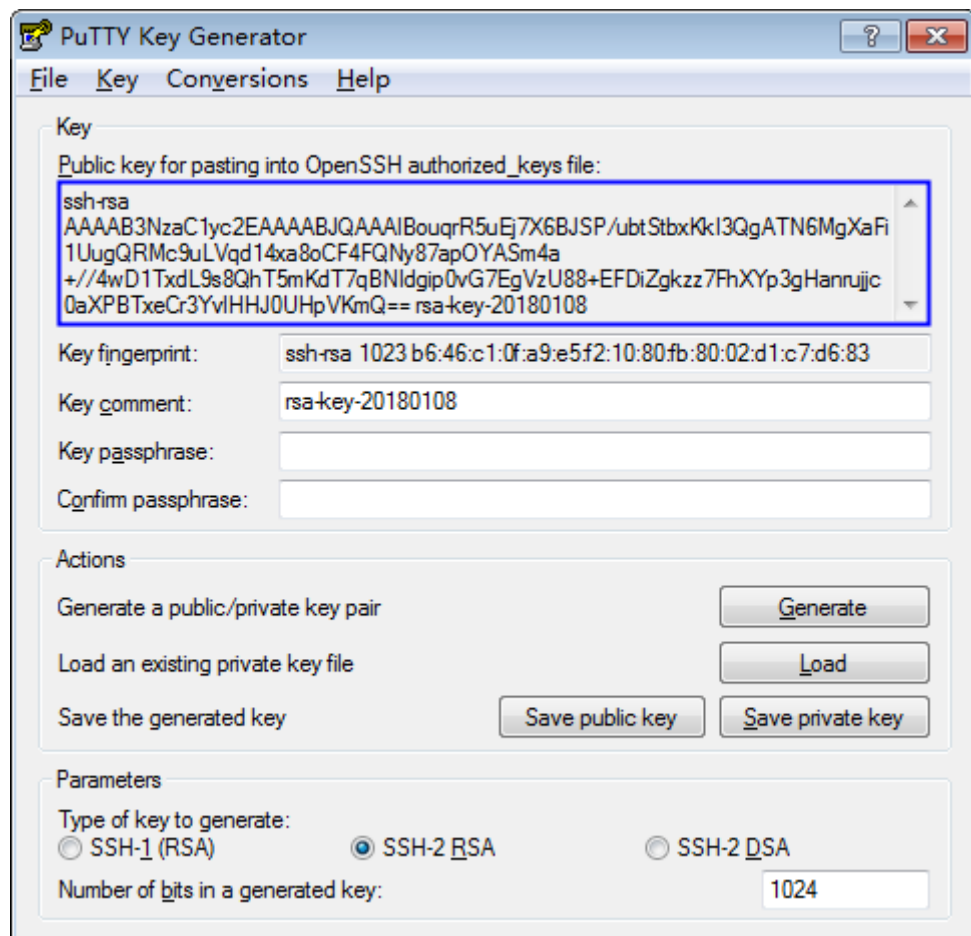 PuTTY Key Generator
File Key Conversions Help
Key
Public key for pasting into OpenSSH authorized_keys file:
ssh-rsa
AAAAB3NzaC1yc2EAAAABJQAAAIBouqrR5uEj7X6BJSP/ubtStbxKkI3QgATN6MgXaFi
1UugQRMc9uLVqd14xa8oCF4FQNy87apOYASm4a
+//4wD1TxdL9s8QhT5mKdT7qBNIdgip0vG7EgVzU88+EFDiZgkzz7FhXYp3gHanrujjc
0aXPBTxeCr3YvlHHJ0UHpVKmQ== rsa-key-20180108
Key fingerprint: ssh-rsa 1023 b6:46:c1:0f:a9:e5:f2:10:80:fb:80:02:d1:c7:d6:83
Key comment: rsa-key-20180108
Key passphrase:
Confirm passphrase:
Actions
Generate a public/private key pair Generate
Load an existing private key file Load
Save the generated key Save public key Save private key
Parameters
Type of key to generate:
SSH-1 (RSA) SSH-2 RSA SSH-2 DSA
Number of bits in a generated key: 1024